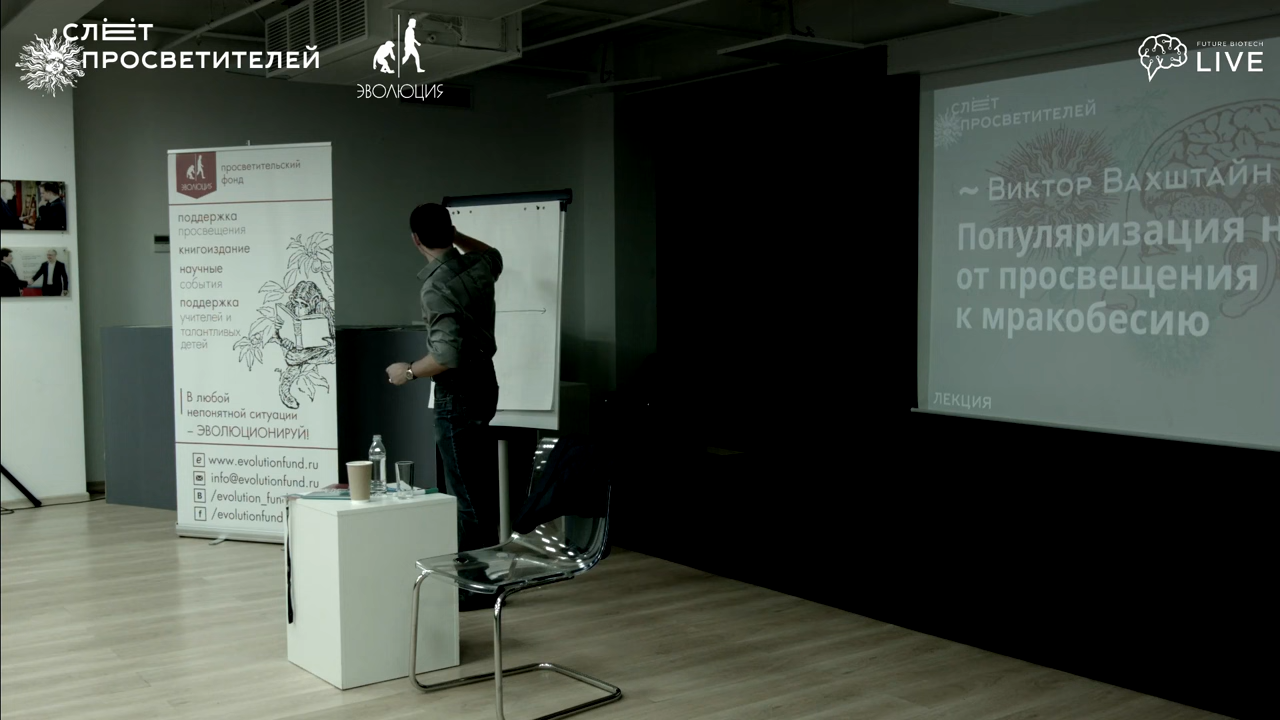 СЛЁТ
ПРОСВЕТИТЕЛЕЙ
ЭВОЛЮЦИЯ
FUTURE BIOTECH
LIVE
ЭВОЛЮЦИЯ
просветительский
фонд
поддержка
просвещения
книгоиздание
научные
события
поддержка
учителей и
талантливых
детей
В любой
непонятной ситуации
– ЭВОЛЮЦИОНИРУЙ!
www.evolutionfund.ru
info@evolutionfund.ru
/evolution_fun
/evolutionfund
СЛЁТ
ПРОСВЕТИТЕЛЕЙ
~ Виктор Вахштайн
Популяризация
от просвещения
к мракобесию
ЛЕКЦИЯ